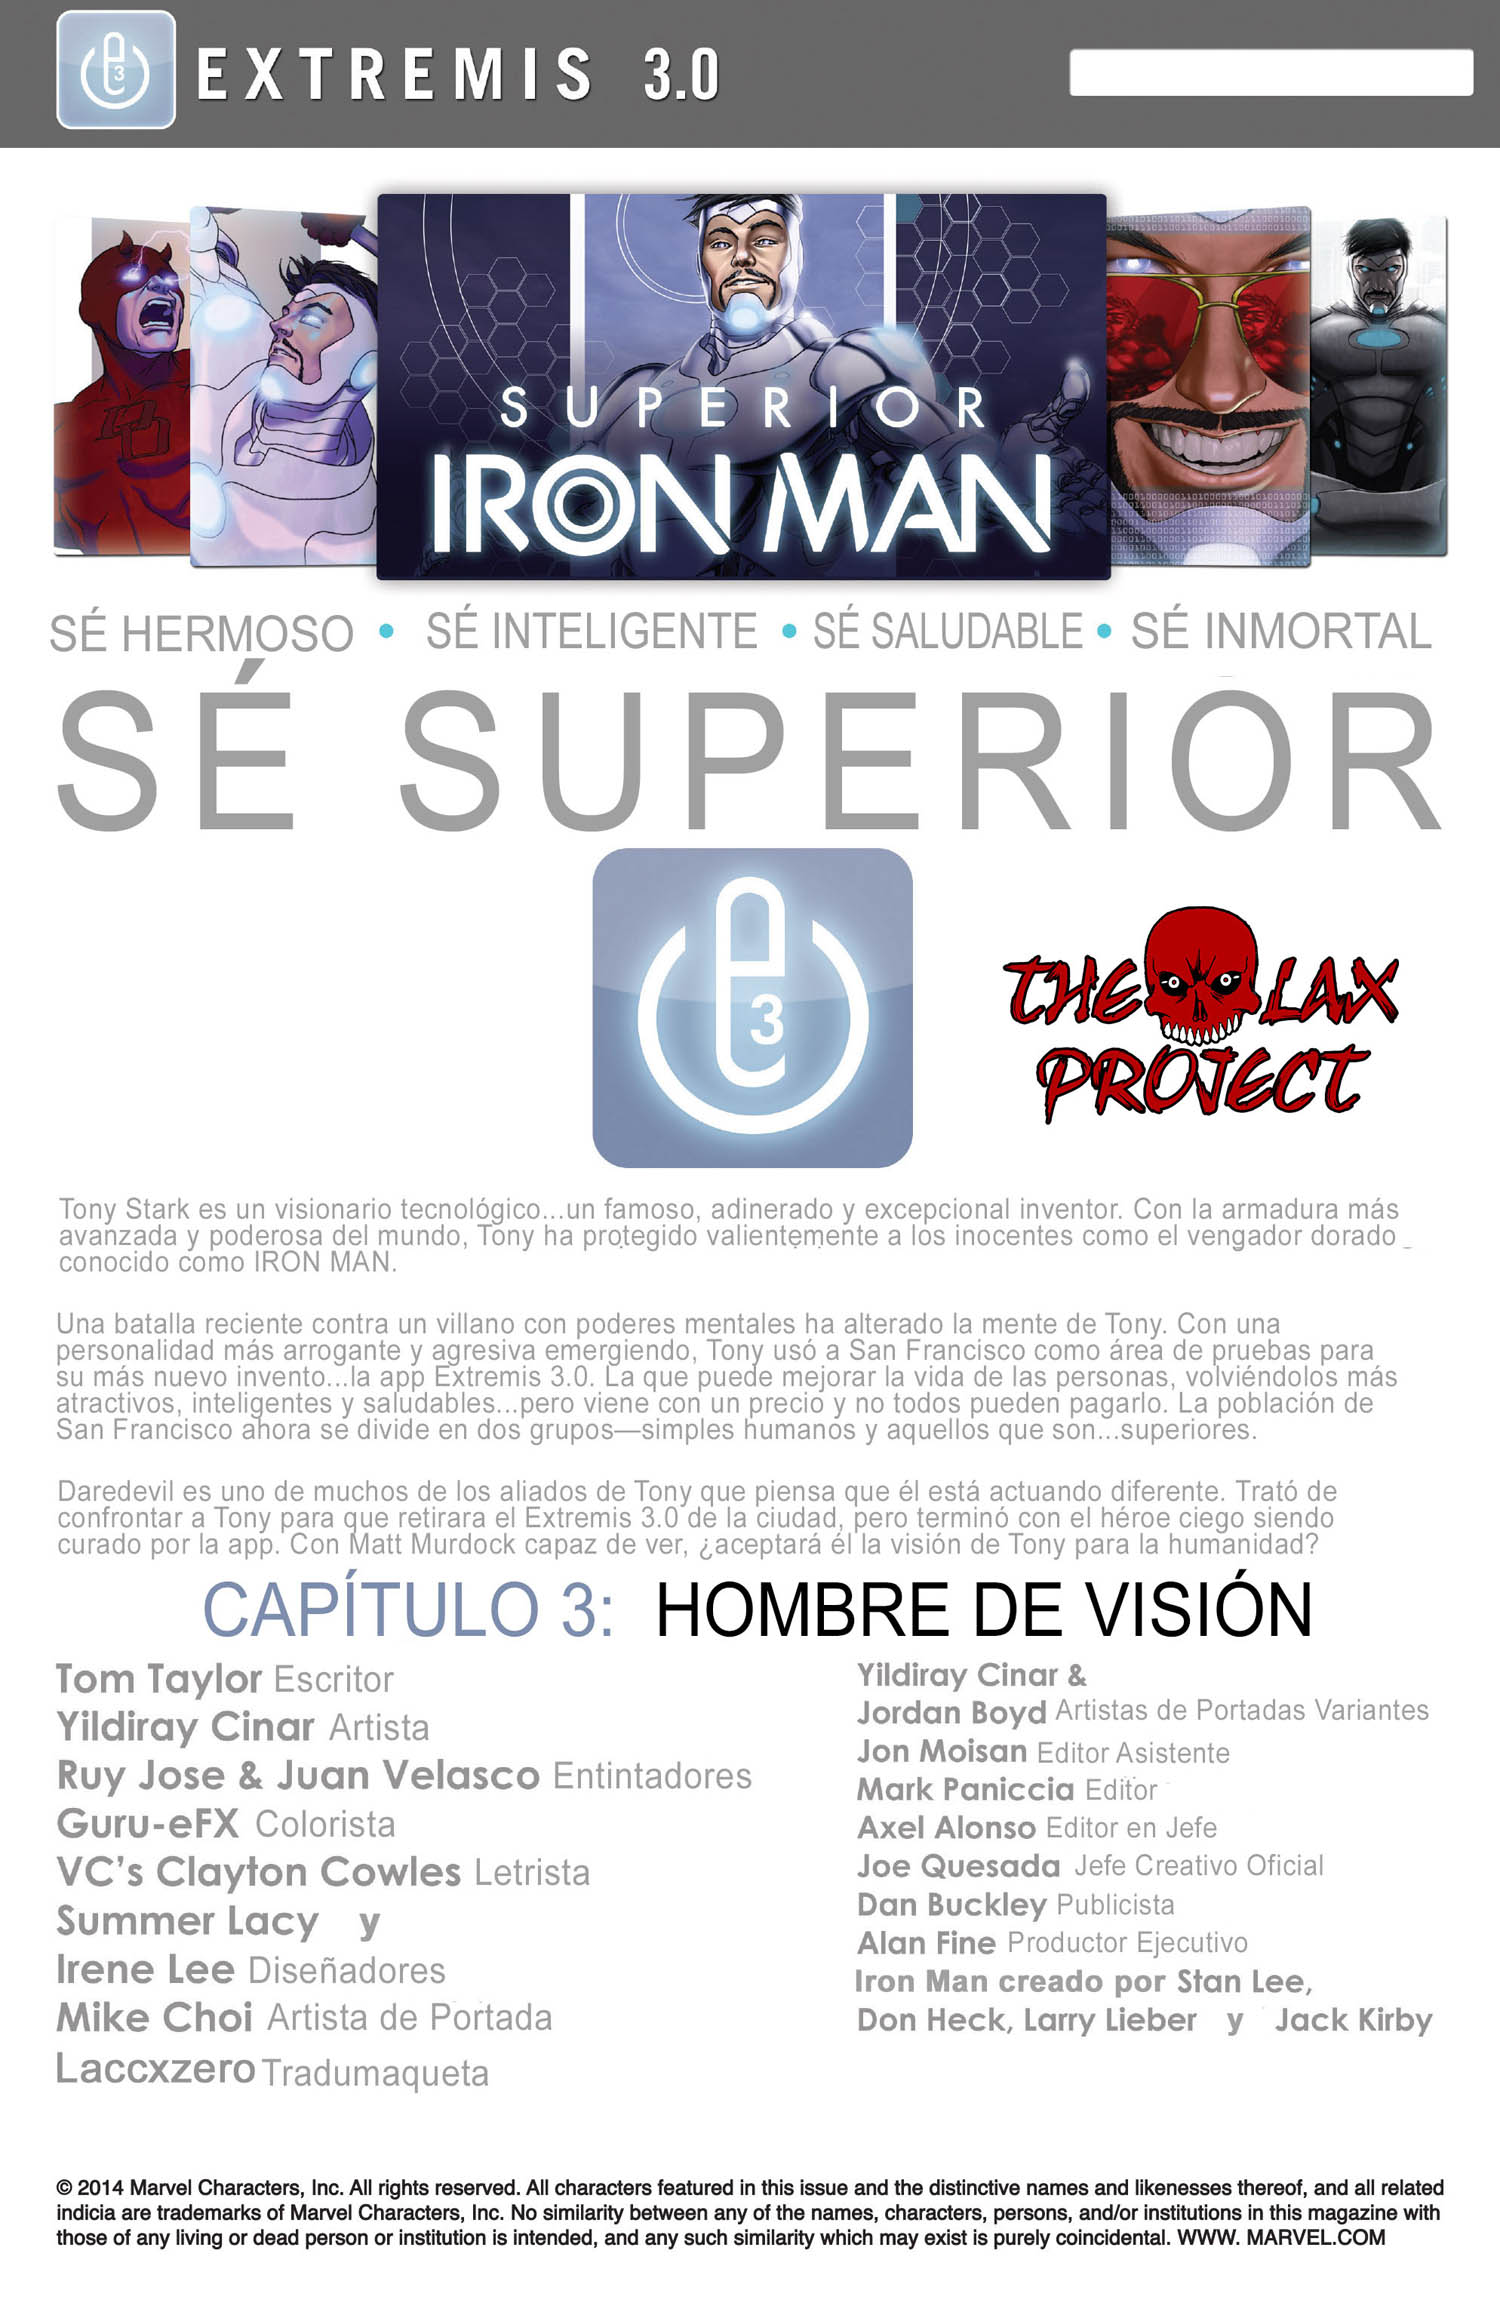 EXTREMIS 3.0
SUPERIOR
IRON MAN
SÉ HERMOSO • SÉ INTELIGENTE • SÉ SALUDABLE • SÉ INMORTAL
SÉ SUPERIOR
3
THE LAX
PROJECT
Tony Stark es un visionario tecnológico...un famoso, adinerado y excepcional inventor. Con la armadura más
avanzada y poderosa del mundo, Tony ha protegido valientemente a los inocentes como el vengador dorado
conocido como IRON MAN.
Una batalla reciente contra un villano con poderes mentales ha alterado la mente de Tony. Con una
personalidad más arrogante y agresiva emergiendo, Tony usó a San Francisco como área de pruebas para
su más nuevo invento...la app Extremis 3.0. La que puede mejorar la vida de las personas, volviéndolos más
atractivos, inteligentes y saludables...pero viene con un precio y no todos pueden pagarlo. La población de
San Francisco ahora se divide en dos grupos—simples humanos y aquellos que son...superiores.
Daredevil es uno de muchos de los aliados de Tony que piensa que él está actuando diferente. Trató de
confrontar a Tony para que retirara el Extremis 3.0 de la ciudad, pero terminó con el héroe ciego siendo
curado por la app. Con Matt Murdock capaz de ver, ¿aceptará él la visión de Tony para la humanidad?
CAPÍTULO 3: HOMBRE DE VISIÓN
Tom Taylor Escritor
Yildiray Cinar Artista
Ruy Jose & Juan Velasco Entintadores
Guru-eFX Colorista
VC's Clayton Cowles Letrista
Summer Lacy y
Irene Lee Diseñadores
Mike Choi Artista de Portada
Laccxzero Tradumaqueta
Yildiray Cinar &
Jordan Boyd Artistas de Portadas Variantes
Jon Moisan Editor Asistente
Mark Paniccia Editor
Axel Alonso Editor en Jefe
Joe Quesada Jefe Creativo Oficial
Dan Buckley Publicista
Alan Fine Productor Ejecutivo
Iron Man creado por Stan Lee,
Don Heck, Larry Lieber y Jack Kirby
© 2014 Marvel Characters, Inc. All rights reserved. All characters featured in this issue and the distinctive names and likenesses thereof, and all related
indicia are trademarks of Marvel Characters, Inc. No similarity between any of the names, characters, persons, and/or institutions in this magazine with
those of any living or dead person or institution is intended, and any such similarity which may exist is purely coincidental. WWW. MARVEL.COM